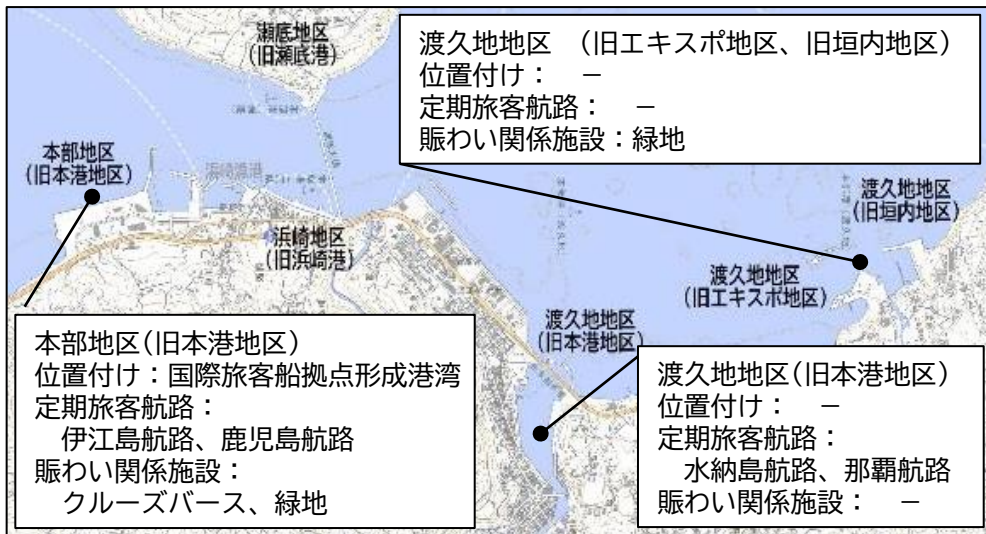 瀬底地区
(旧瀬底港)
渡久地地区　(旧エキスポ地区、旧垣内地区)
位置付け：　－
定期旅客航路：　－
賑わい関係施設：緑地
本部地区
(旧本港地区)
浜崎漁港
浜崎地区
(旧浜崎港)
渡久地地区
(旧垣内地区)
渡久地地区
(旧エキスポ地区)
渡久地地区
(旧本港地区)
本部地区(旧本港地区)
位置付け：国際旅客船拠点形成港湾
定期旅客航路：
伊江島航路、鹿児島航路
賑わい関係施設：
クルーズバース、緑地
渡久地地区(旧本港地区)
位置付け：　－
定期旅客航路：
水納島航路、那覇航路
賑わい関係施設：　－